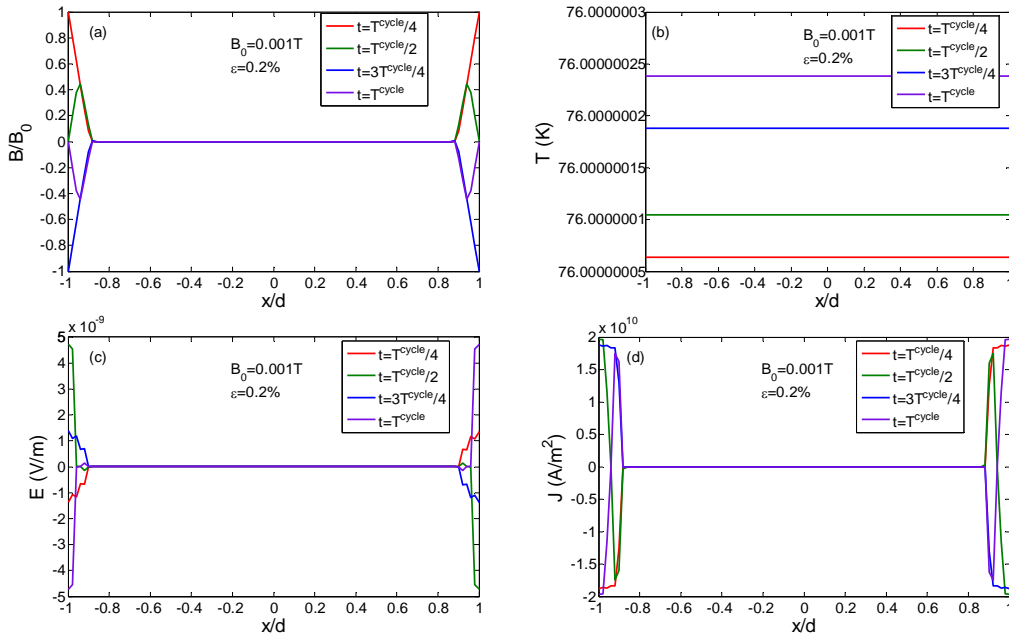 (a)
B₀=0.001T
ε=0.2%
t=T^cycle/4
t=T^cycle/2
t=3T^cycle/4
t=T^cycle
1
0.8
0.6
0.4
0.2
0
-0.2
-0.4
-0.6
-0.8
-1
B/B₀
-1 -0.8 -0.6 -0.4 -0.2 0 0.2 0.4 0.6 0.8 1
x/d
(b)
B₀=0.001T
ε=0.2%
t=T^cycle/4
t=T^cycle/2
t=3T^cycle/4
t=T^cycle
76.0000003
76.00000025
76.0000002
76.00000015
76.0000001
76.00000005
T (K)
-1 -0.8 -0.6 -0.4 -0.2 0 0.2 0.4 0.6 0.8 1
x/d
x 10⁻⁹
(c)
B₀=0.001T
ε=0.2%
t=T^cycle/4
t=T^cycle/2
t=3T^cycle/4
t=T^cycle
5
4
3
2
1
0
-1
-2
-3
-4
-5
E (V/m)
-1 -0.8 -0.6 -0.4 -0.2 0 0.2 0.4 0.6 0.8 1
x/d
x 10¹⁰
(d)
B₀=0.001T
ε=0.2%
t=T^cycle/4
t=T^cycle/2
t=3T^cycle/4
t=T^cycle
2
1.5
1
0.5
0
-0.5
-1
-1.5
-2
J (A/m²)
-1 -0.8 -0.6 -0.4 -0.2 0 0.2 0.4 0.6 0.8 1
x/d